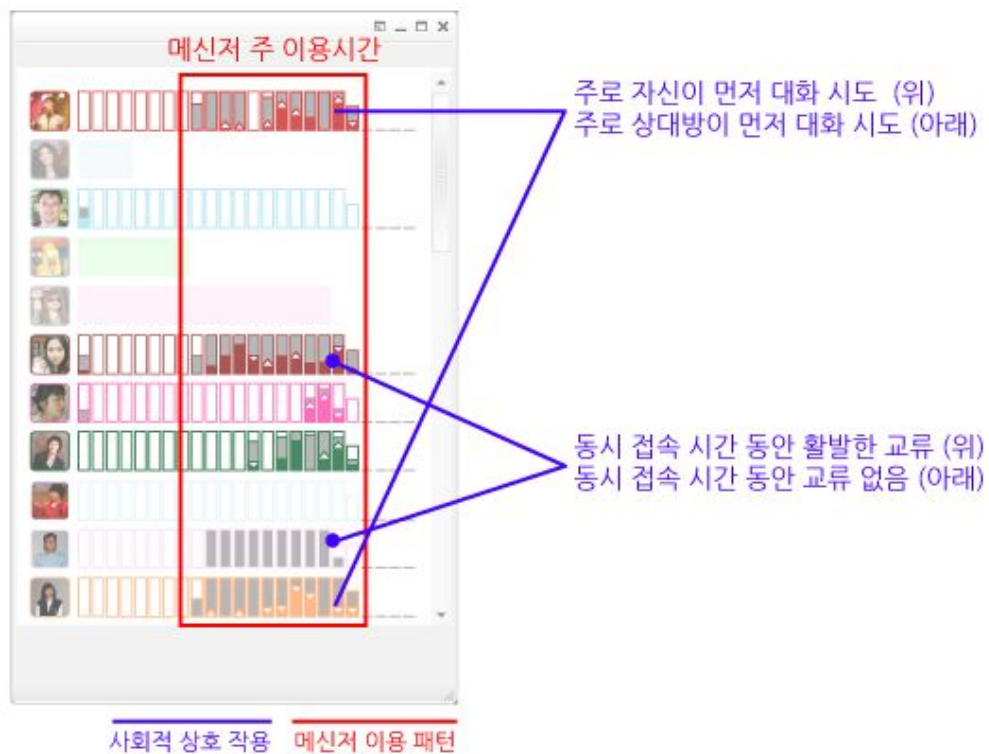 메신저 주 이용시간
주로 자신이 먼저 대화 시도 (위)
주로 상대방이 먼저 대화 시도 (아래)
동시 접속 시간 동안 활발한 교류 (위)
동시 접속 시간 동안 교류 없음 (아래)
사회적 상호 작용
메신저 이용 패턴